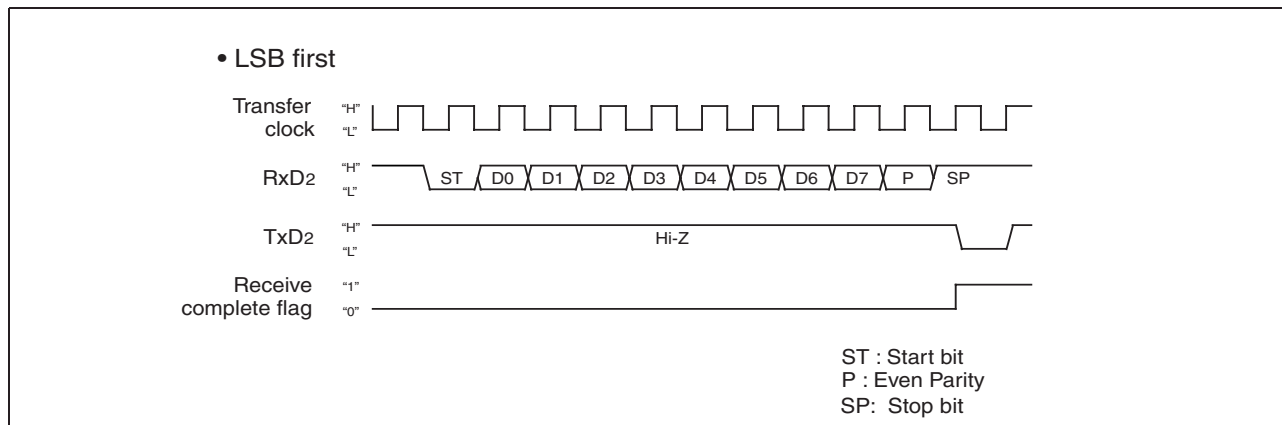 • LSB first
Transfer clock “H” “L”
RxD2 “H” “L” ST D0 D1 D2 D3 D4 D5 D6 D7 P SP
TxD2 “H” “L” Hi-Z
Receive complete flag “1” “0”
ST : Start bit
P : Even Parity
SP: Stop bit